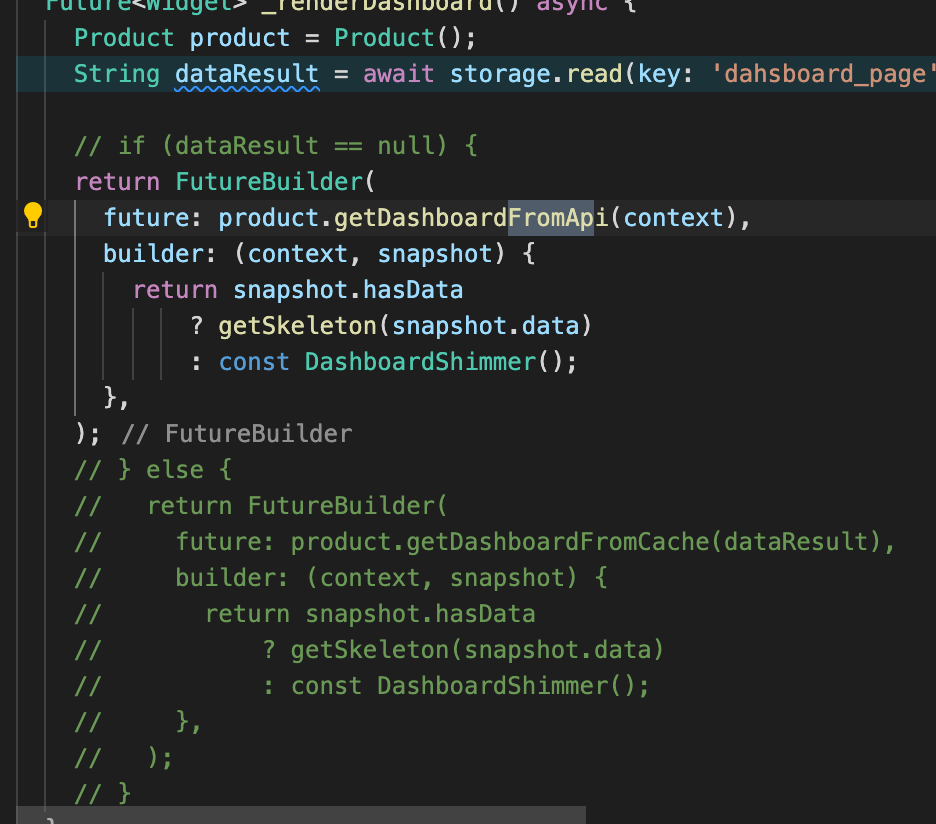 Future<Widget> _renderDashboard() async {
Product product = Product();
String dataResult = await storage.read(key: 'dahsboard_page'
// if (dataResult == null) {
return FutureBuilder(
future: product.getDashboardFromApi(context),
builder: (context, snapshot) {
return snapshot.hasData
? getSkeleton(snapshot.data)
: const DashboardShimmer();
},
); // FutureBuilder
// } else {
//   return FutureBuilder(
//     future: product.getDashboardFromCache(dataResult),
//     builder: (context, snapshot) {
//       return snapshot.hasData
//           ? getSkeleton(snapshot.data)
//           : const DashboardShimmer();
//     },
//   );
// }
}